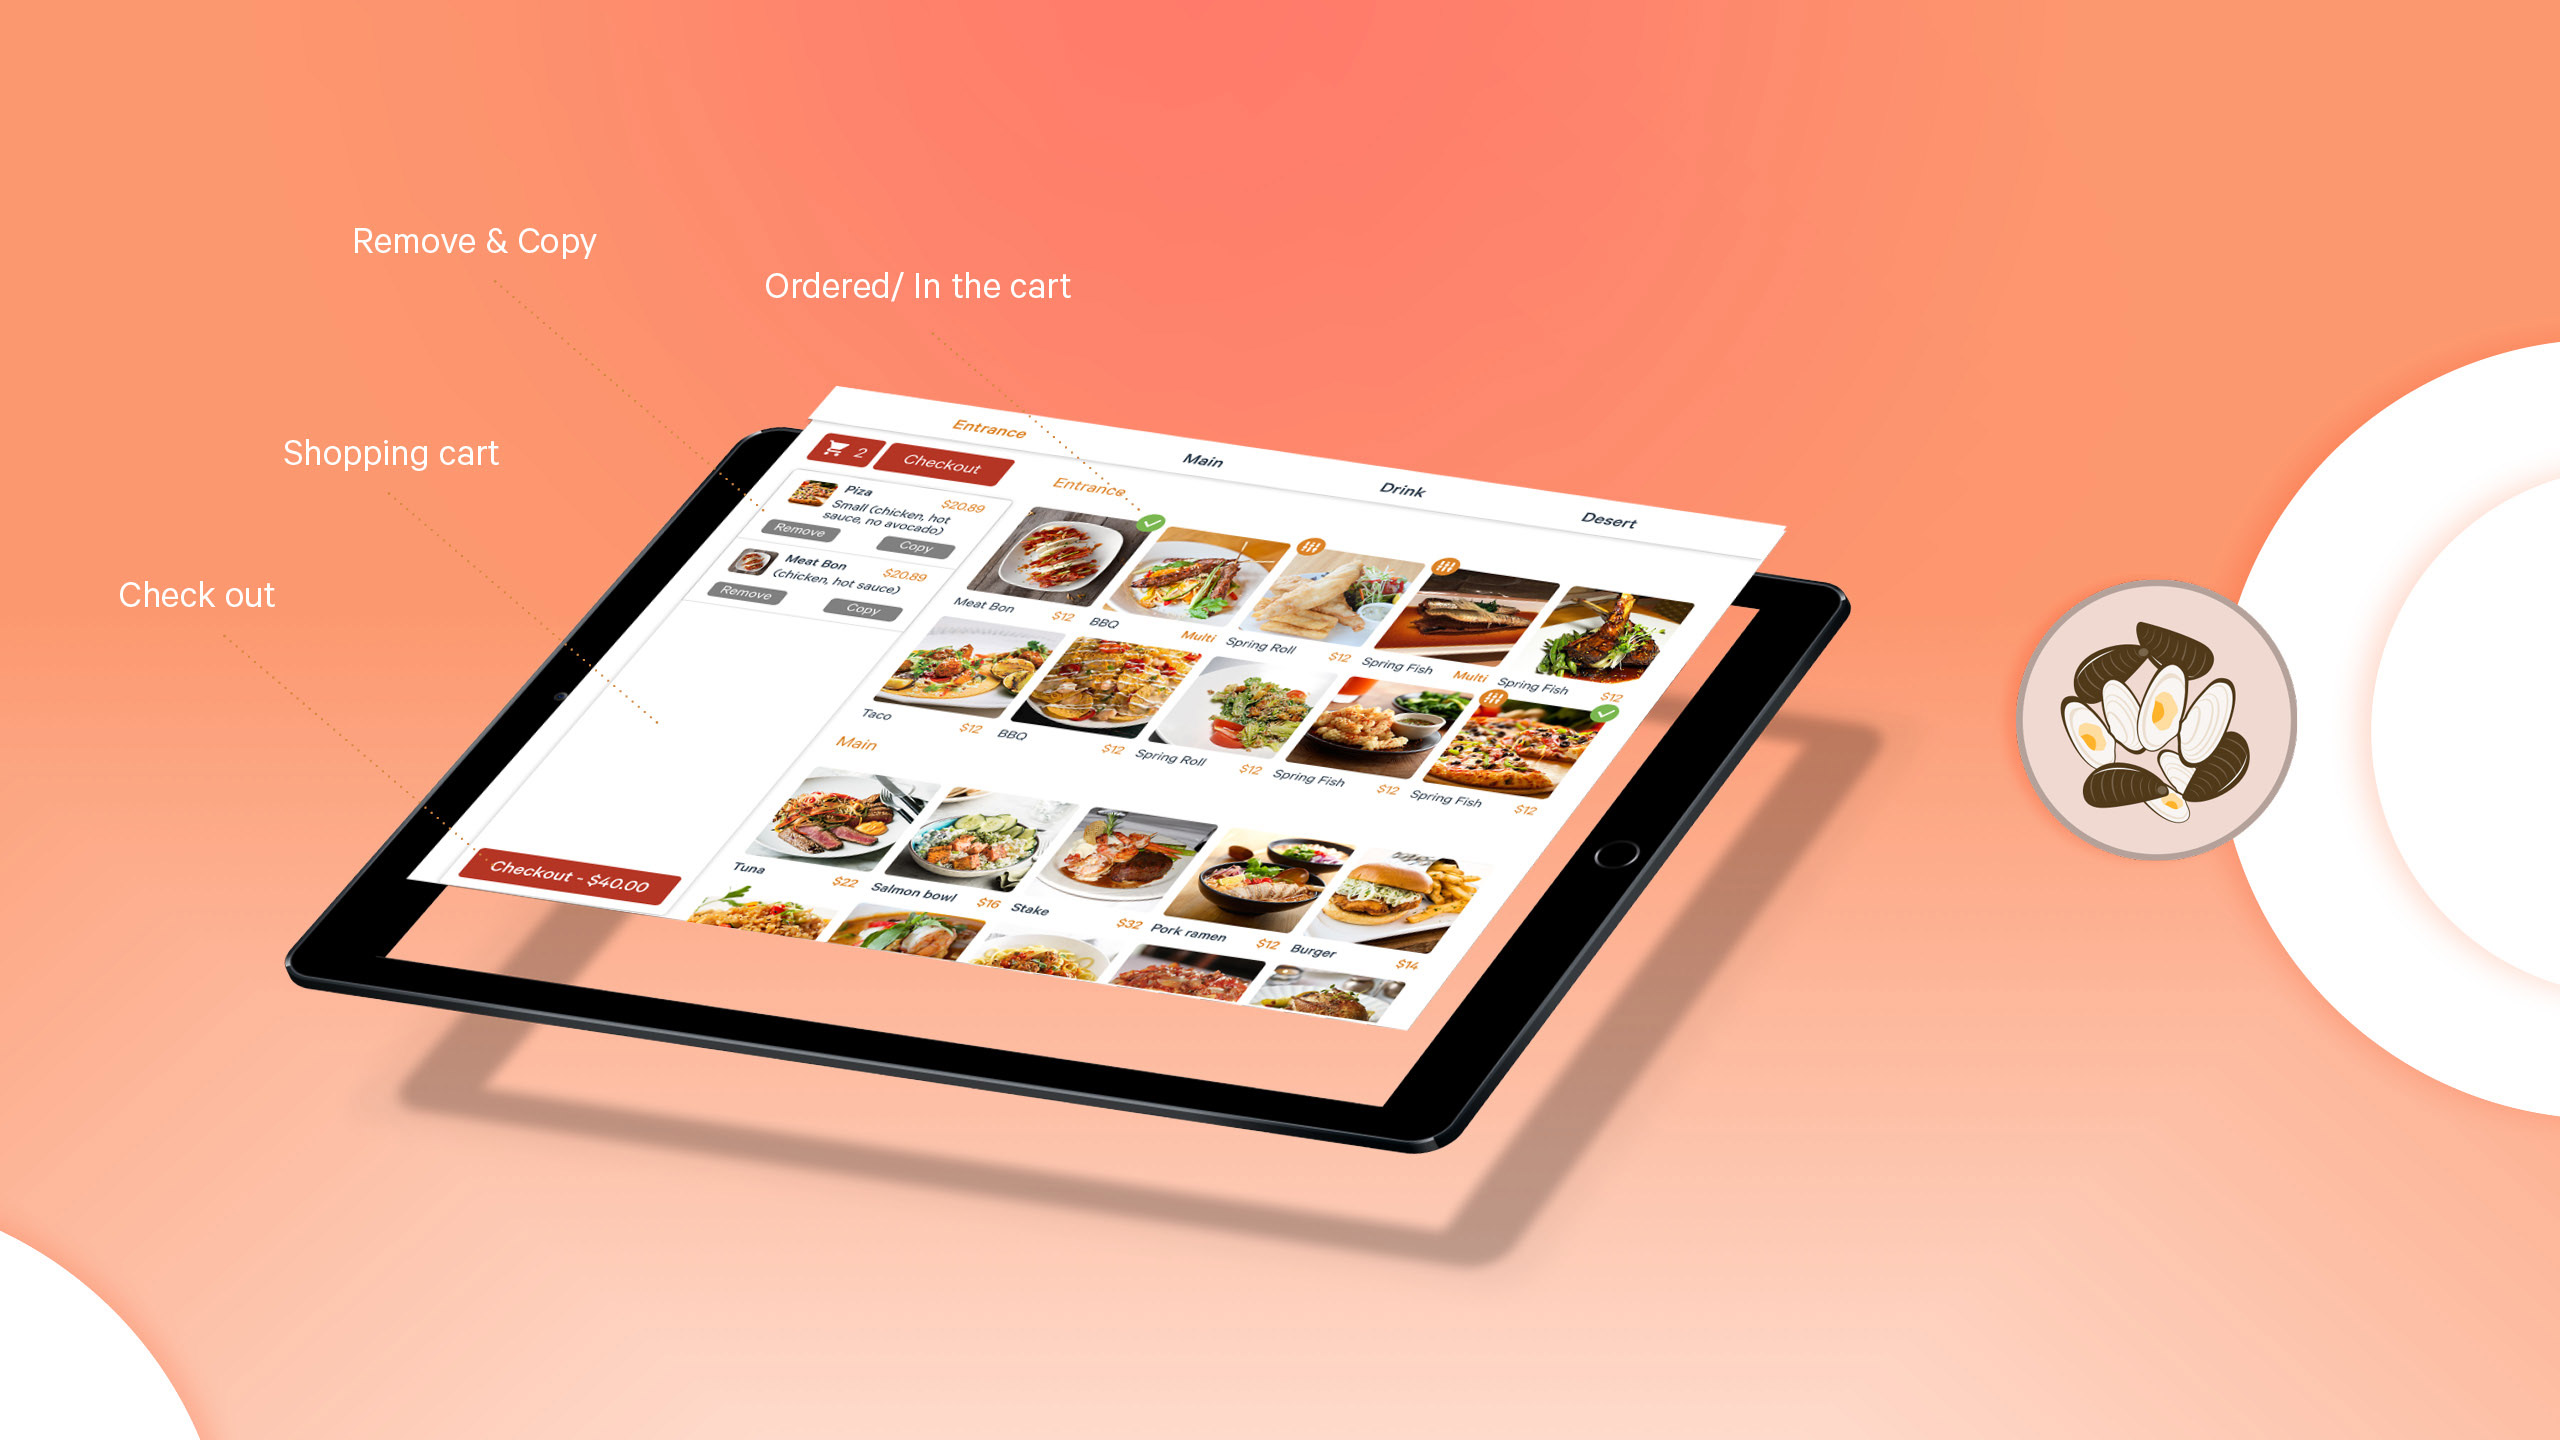 Remove & Copy
Ordered/ In the cart
Shopping cart
Check out
Entrance
Main
Drink
Desert
2
Checkout
Piza
$20.89
Small (chicken, hot
sauce, no avocado)
Remove
Copy
Meat Bon
$20.89
(chicken, hot sauce)
Remove
Copy
Checkout - $40.00
Entrance
Meat Bon
$12
BBQ
Multi
Spring Roll
$12
Spring Fish
Multi
Spring Fish
$12
Taco
$12
BBQ
$12
Spring Roll
$12
Spring Fish
$12
Spring Fish
$12
Main
Tuna
$22
Salmon bowl
$16
Stake
$32
Pork ramen
$12
Burger
$14